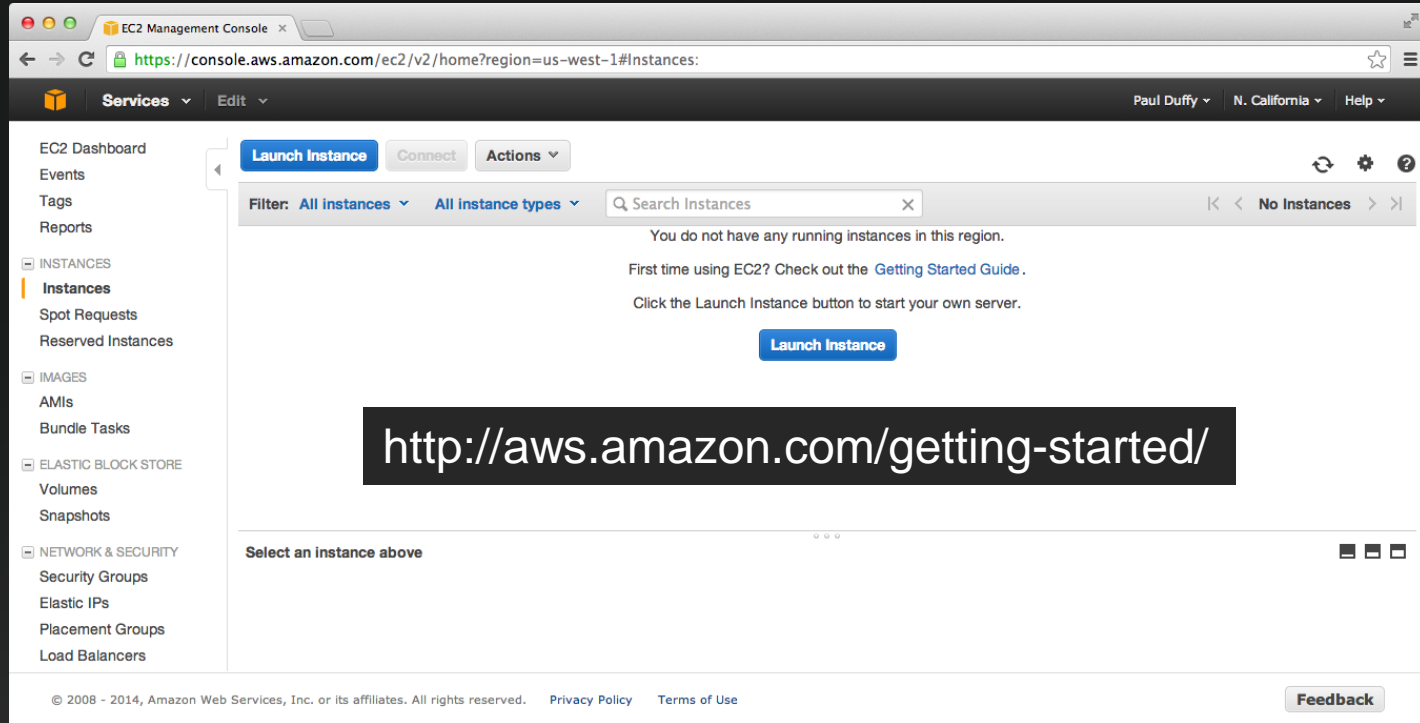 EC2 Management Console
https://console.aws.amazon.com/ec2/v2/home?region=us-west-1#Instances:
Services Edit Paul Duffy N. California Help
EC2 Dashboard
Events
Tags
Reports
INSTANCES
Instances
Spot Requests
Reserved Instances
IMAGES
AMIs
Bundle Tasks
ELASTIC BLOCK STORE
Volumes
Snapshots
NETWORK & SECURITY
Security Groups
Elastic IPs
Placement Groups
Load Balancers
Launch Instance Connect Actions
Filter: All instances All instance types Search Instances No Instances
You do not have any running instances in this region.
First time using EC2? Check out the Getting Started Guide.
Click the Launch Instance button to start your own server.
Launch Instance
http://aws.amazon.com/getting-started/
Select an instance above
© 2008 - 2014, Amazon Web Services, Inc. or its affiliates. All rights reserved. Privacy Policy Terms of Use Feedback